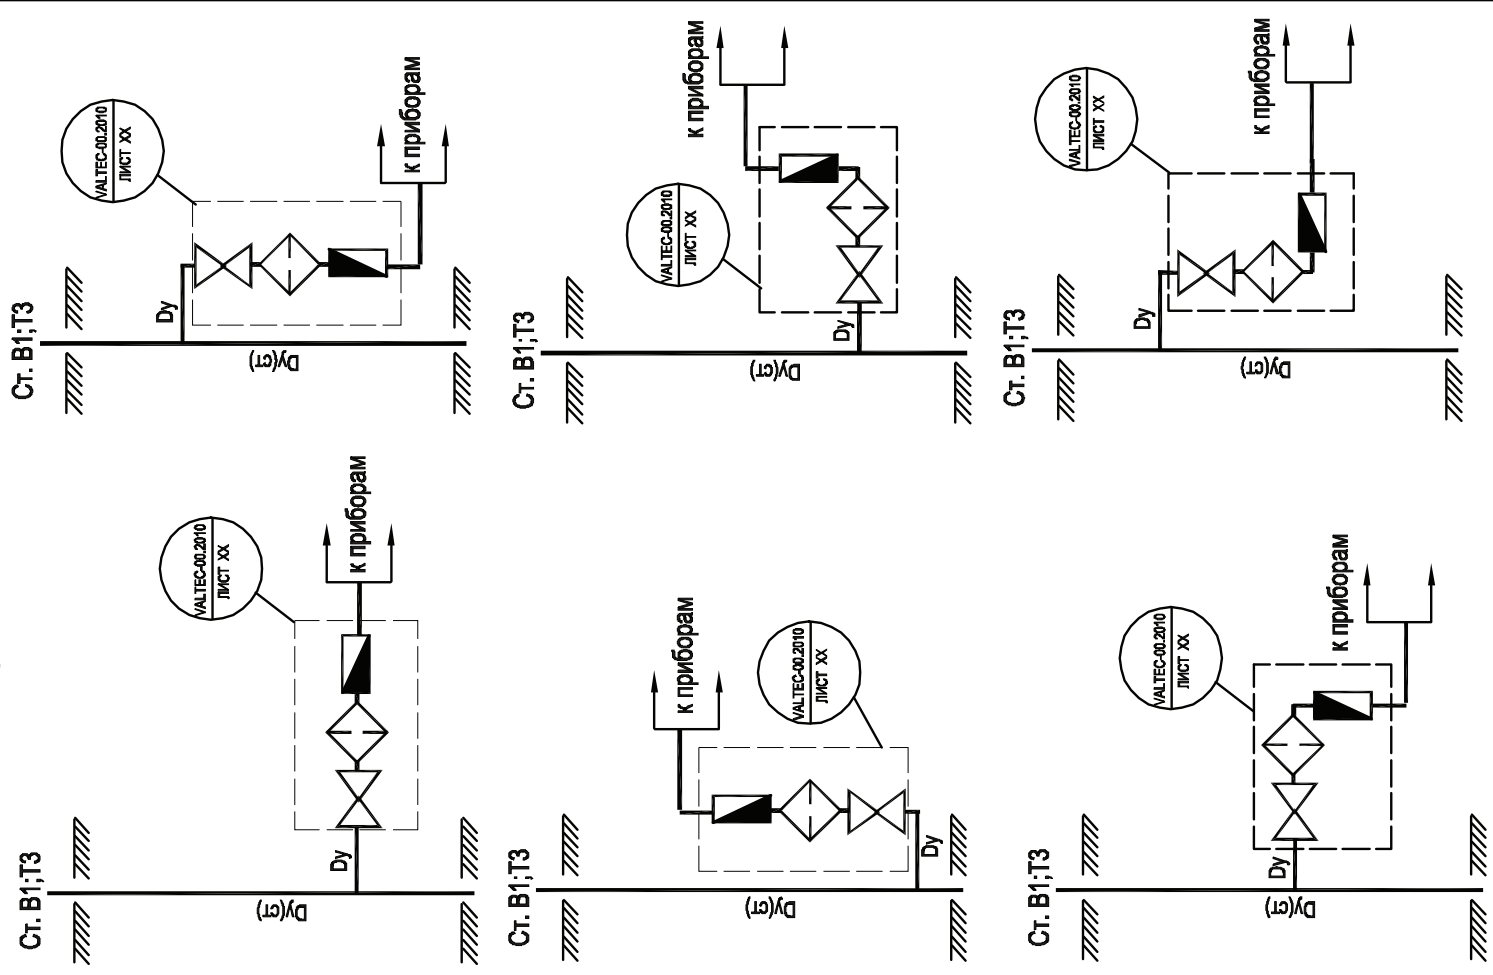 VALTEC-00.2010
ЛИСТ ХХ
к приборам
Dy
Ст. В1;Т3
Dy(ст)
к приборам
VALTEC-00.2010
ЛИСТ ХХ
Dy
Ст. В1;Т3
Dy(ст)
VALTEC-00.2010
ЛИСТ ХХ
к приборам
Dy
Ст. В1;Т3
Dy(ст)
VALTEC-00.2010
ЛИСТ ХХ
к приборам
Dy
Ст. В1;Т3
Dy(ст)
к приборам
VALTEC-00.2010
ЛИСТ ХХ
Dy
Ст. В1;Т3
Dy(ст)
VALTEC-00.2010
ЛИСТ ХХ
к приборам
Dy
Ст. В1;Т3
Dy(ст)